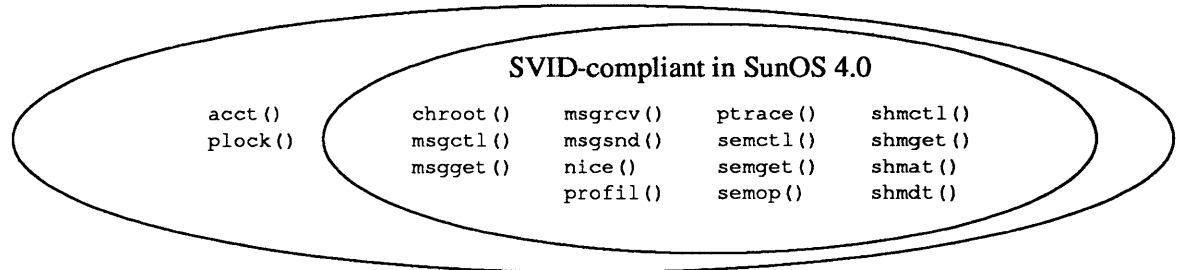 SVID-compliant in SunOS 4.0
acct () chroot () msgrcv () ptrace () shmctl ()
plock () msgctl () msgsnd () semctl () shmget ()
msgget () nice () semget () shmat ()
profil () semop () shmdt ()